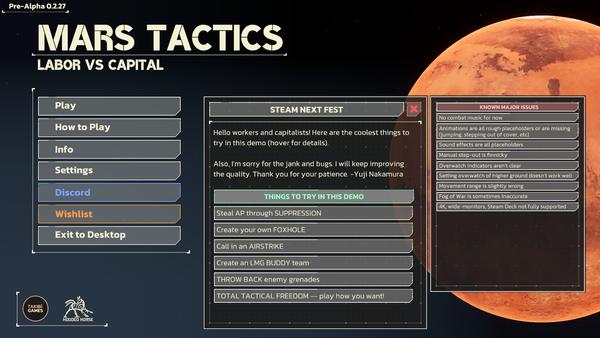 Pre-Alpha 0.2.27
MARS TACTICS
LABOR VS CAPITAL
Play
How to Play
Info
Settings
Discord
Wishlist
Exit to Desktop
TAKIBI
GAMES
HOODED HORSE
STEAM NEXT FEST
Hello workers and capitalists! Here are the coolest things to
try in this demo (hover for details).
Also, I'm sorry for the jank and bugs. I will keep improving
the quality. Thank you for your patience. -Yuji Nakamura
THINGS TO TRY IN THIS DEMO
Steal AP through SUPPRESSION
Create your own FOXHOLE
Call in an AIRSTRIKE
Create an LMG BUDDY team
THROW BACK enemy grenades
TOTAL TACTICAL FREEDOM -- play how you want!
KNOWN MAJOR ISSUES
No combat music for now
Animations are all rough placeholders or are missing
(jumping, stepping out of cover, etc)
Sound effects are all placeholders
Manual step-out is finnicky
Overwatch indicators aren't clear
Setting overwatch of higher ground doesn't work well
Movement range is slightly wrong
Fog of War is sometimes inaccurate
4K, wide-monitors, Steam Deck not fully supported